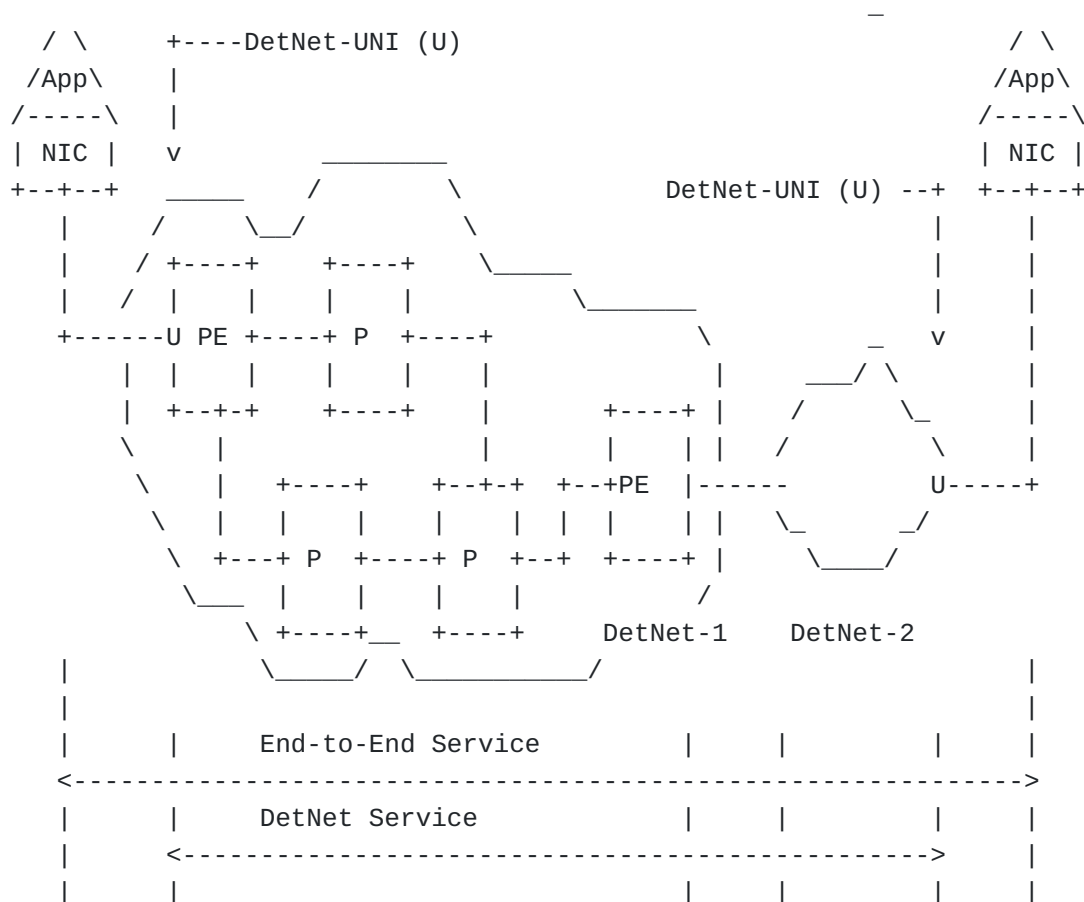 DetNet-UNI (U)
App App
NIC NIC
DetNet-UNI (U)
U PE P
PE U
P P
DetNet-1 DetNet-2
End-to-End Service
DetNet Service